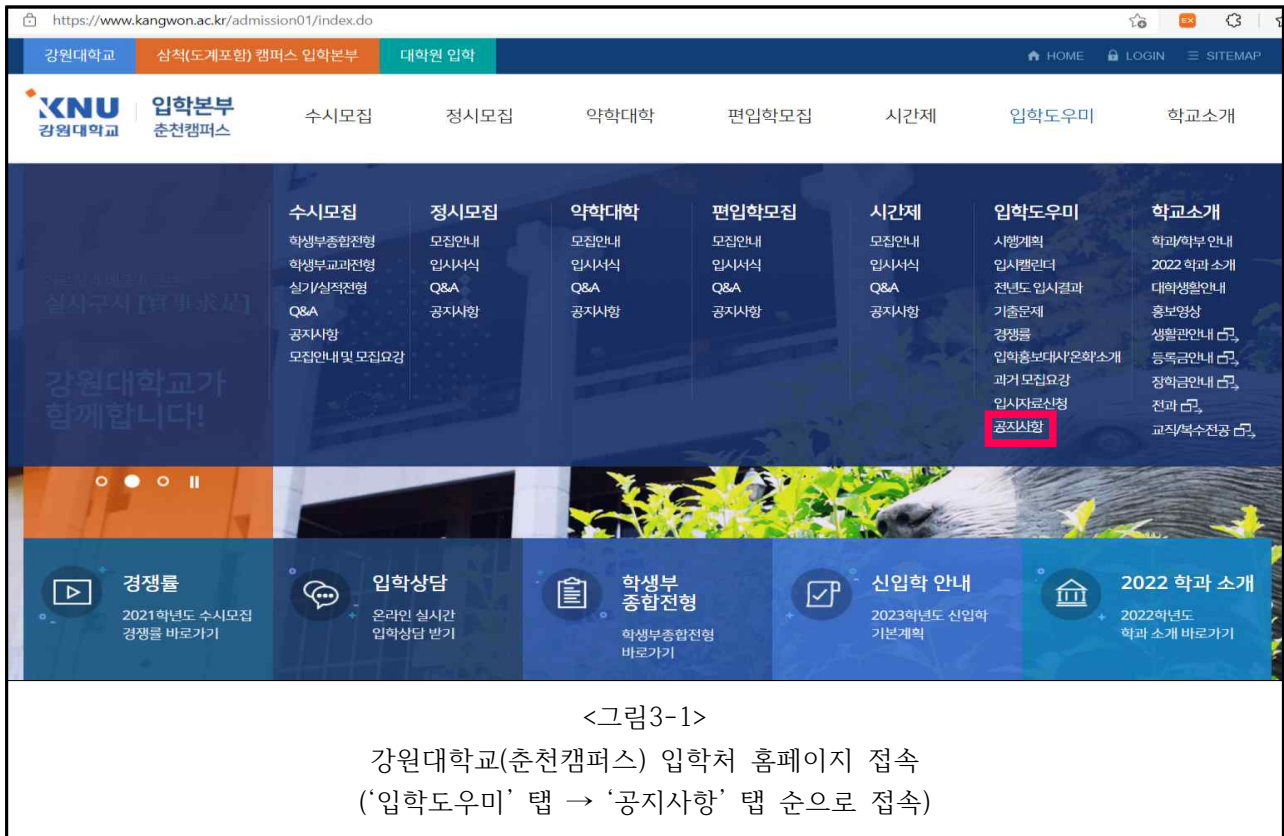 https://www.kangwon.ac.kr/admission01/index.do
강원대학교 삼척(도계포함) 캠퍼스 입학본부 대학원 입학 HOME LOGIN SITEMAP
KNU 강원대학교 입학본부 춘천캠퍼스
수시모집 정시모집 약학대학 편입학모집 시간제 입학도우미 학교소개
수시모집
학생부종합전형
학생부교과전형
실기/실적전형
Q&A
공지사항
모집안내 및 모집요강
정시모집
모집안내
입시서식
Q&A
공지사항
약학대학
모집안내
입시서식
Q&A
공지사항
편입학모집
모집안내
입시서식
Q&A
공지사항
시간제
모집안내
입시서식
Q&A
공지사항
입학도우미
시행계획
입시캘린더
전년도 입시결과
기출문제
경쟁률
입학홍보대사'온화'소개
과거 모집요강
입시자료신청
공지사항
학교소개
학과/학부 안내
2022 학과 소개
대학생활안내
홍보영상
생활관안내
등록금안내
장학금안내
전과
교직/복수전공
실사구시 [實事求是]
강원대학교가
함께합니다!
경쟁률
2021학년도 수시모집
경쟁률 바로가기
입학상담
온라인 실시간
입학상담 받기
학생부
종합전형
학생부종합전형
바로가기
신입학 안내
2023학년도 신입학
기본계획
2022 학과 소개
2022학년도
학과 소개 바로가기
<그림3-1>
강원대학교(춘천캠퍼스) 입학처 홈페이지 접속
(‘입학도우미’ 탭 → ‘공지사항’ 탭 순으로 접속)